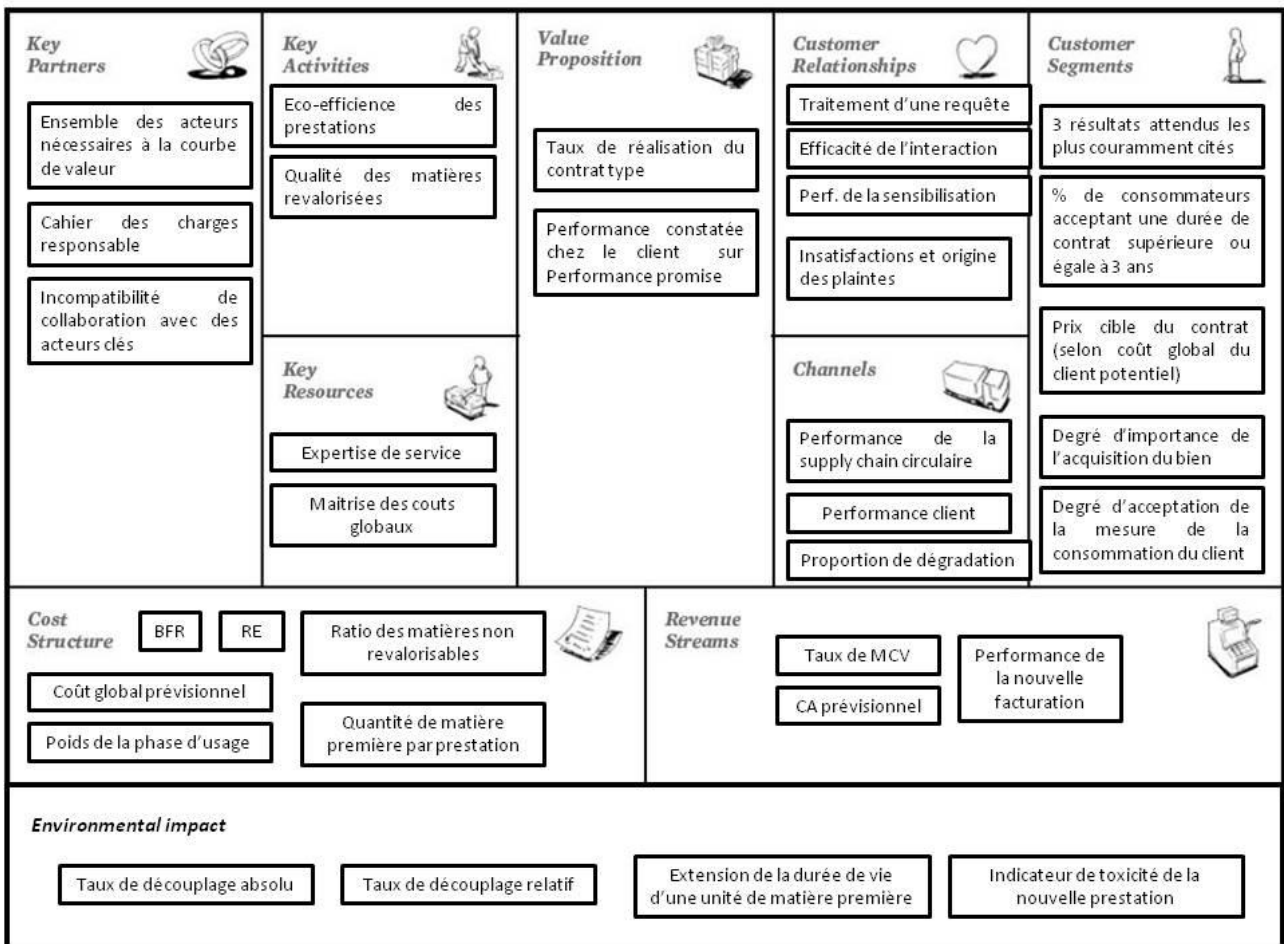 Key
Partners
Ensemble des acteurs
nécessaires à la courbe
de valeur
Cahier des charges
responsable
Incompatibilité de
collaboration avec des
acteurs clés
Key
Activities
Eco-efficience des
prestations
Qualité des matières
revalorisées
Key
Resources
Expertise de service
Maitrise des couts
globaux
Value
Proposition
Taux de réalisation du
contrat type
Performance constatée
chez le client sur
Performance promise
Customer
Relationships
Traitement d'une requête
Efficacité de l'interaction
Perf. de la sensibilisation
Insatisfactions et origine
des plaintes
Channels
Performance de la
supply chain circulaire
Performance client
Proportion de dégradation
Customer
Segments
3 résultats attendus les
plus couramment cités
% de consommateurs
acceptant une durée de
contrat supérieure ou
égale à 3 ans
Prix cible du contrat
(selon coût global du
client potentiel)
Degré d'importance de
l'acquisition du bien
Degré d'acceptation de
la mesure de la
consommation du client
Cost
Structure
BFR
RE
Ratio des matières non
revalorisables
Coût global prévisionnel
Poids de la phase d'usage
Quantité de matière
première par prestation
Revenue
Streams
Taux de MCV
CA prévisionnel
Performance de
la nouvelle
facturation
Environmental impact
Taux de découplage absolu
Taux de découplage relatif
Extension de la durée de vie
d'une unité de matière première
Indicateur de toxicité de la
nouvelle prestation